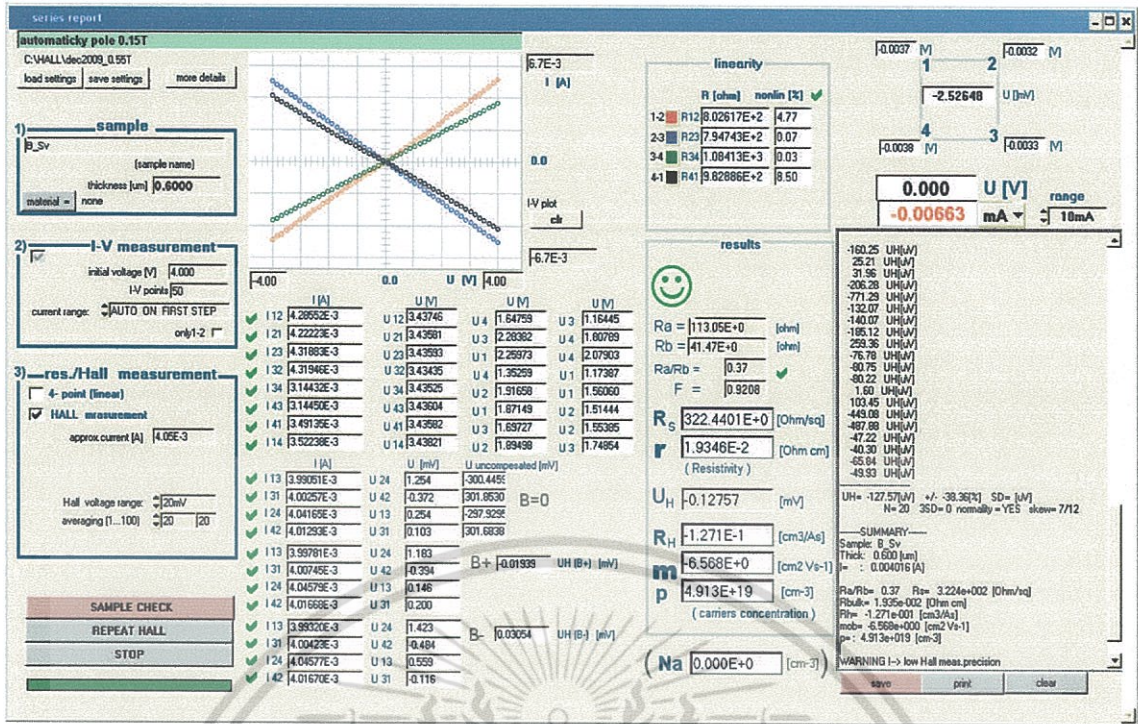 series report
automaticky pole 0.15T
C:\HALL\dec2009_0.55T
load settings save settings more details
1) sample
B_Sv
(sample name)
thickness [um] 0.6000
material = none
2) I-V measurement
initial voltage [V] 4.000
I-V points 50
current range: AUTO ON FIRST STEP
only1-2
3) res./Hall measurement
4- point (linear)
HALL mrasurement
approx.current [A] 4.05E-3
Hall voltage range: 20mV
averaging (1...100) 20 20
SAMPLE CHECK
REPEAT HALL
STOP
6.7E-3
I [A]
0.0
I-V plot
clr
-6.7E-3
-4.00 0.0 U [V] 4.00
I [A] U [V] U [V] U [V]
I 12 4.28552E-3 U 12 3.43746 U 4 1.64759 U 3 1.16445
I 21 4.22223E-3 U 21 3.43581 U 3 2.28382 U 4 1.80789
I 23 4.31883E-3 U 23 3.43593 U 1 2.25973 U 4 2.07903
I 32 4.31946E-3 U 32 3.43435 U 4 1.35259 U 1 1.17387
I 34 3.14432E-3 U 34 3.43525 U 2 1.91658 U 1 1.56060
I 43 3.14450E-3 U 43 3.43604 U 1 1.87149 U 2 1.51444
I 41 3.49135E-3 U 41 3.43582 U 3 1.69727 U 2 1.55385
I 14 3.52238E-3 U 14 3.43821 U 2 1.89498 U 3 1.74854
I [A] U [mV] U uncompesated [mV]
I 13 3.99051E-3 U 24 1.254 -300.4459
I 31 4.00257E-3 U 42 -0.372 301.8530
I 24 4.04165E-3 U 13 0.254 -297.9295
I 42 4.01293E-3 U 31 0.103 301.6838
B=0
I 13 3.99781E-3 U 24 1.183
I 31 4.00745E-3 U 42 -0.394
I 24 4.04579E-3 U 13 0.146
I 42 4.01668E-3 U 31 0.200
B+ -0.01939 UH (B+) [mV]
I 13 3.99320E-3 U 24 1.423
I 31 4.00423E-3 U 42 -0.484
I 24 4.04577E-3 U 13 0.559
I 42 4.01670E-3 U 31 -0.116
B- 0.03054 UH (B-) [mV]
linearity
R [ohm] nonlin [%]
1-2 R12 8.02617E+2 4.77
2-3 R23 7.94743E+2 0.07
3-4 R34 1.08413E+3 0.03
4-1 R41 9.82886E+2 8.50
results
Ra = 113.05E+0 [ohm]
Rb = 41.47E+0 [ohm]
Ra/Rb = 0.37
F = 0.9208
RS 322.4401E+0 [Ohm/sq]
r 1.9346E-2 [Ohm cm]
( Resistivity )
UH -0.12757 [mV]
RH -1.271E-1 [cm3/As]
m -6.568E+0 [cm2 Vs-1]
p 4.913E+19 [cm-3]
( carriers concentration )
( Na 0.000E+0 [cm-3] )
-0.0037 [V] -0.0032 [V]
1 2
-2.52648 U [mV]
4 3
-0.0038 [V] -0.0033 [V]
0.000 U [V] range
-0.00663 mA 10mA
-160.25 UH[uV]
25.21 UH[uV]
31.96 UH[uV]
-206.28 UH[uV]
-771.29 UH[uV]
-132.07 UH[uV]
-140.07 UH[uV]
-185.12 UH[uV]
259.36 UH[uV]
-76.78 UH[uV]
-80.75 UH[uV]
-80.22 UH[uV]
1.60 UH[uV]
103.45 UH[uV]
-449.08 UH[uV]
-487.88 UH[uV]
-47.22 UH[uV]
-40.30 UH[uV]
-65.84 UH[uV]
-49.93 UH[uV]
UH= -127.57[uV] +/- -38.36[%] SD= [uV]
N= 20 3SD= 0 normality = YES skew= 7/12
-----SUMMARY-----
Sample: B_Sv
Thick: 0.600 [um]
I= : 0.004016 [A]
Ra/Rb= 0.37 Rs= 3.224e+002 [Ohm/sq]
Rbulk= 1.935e-002 [Ohm cm]
Rh= -1.271e-001 [cm3/As]
mob= -6.568e+000 [cm2 Vs-1]
p= : 4.913e+019 [cm-3]
WARNING I-> low Hall meas.precision
save print clear